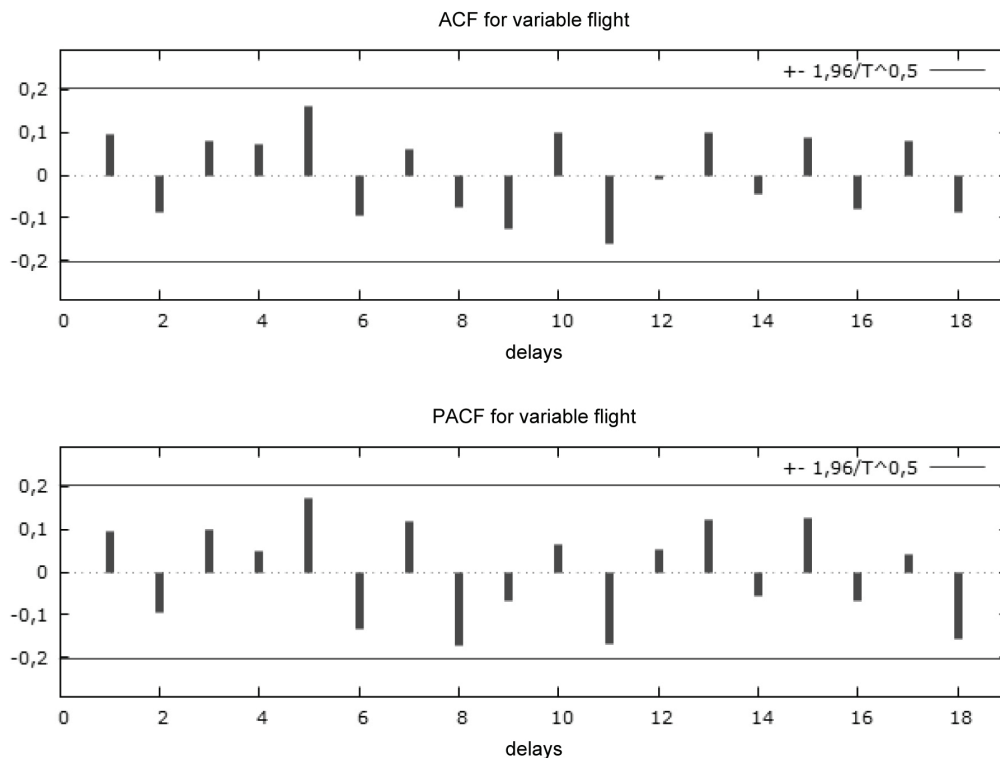 ACF for variable flight
+- 1,96/T^0,5
0,2
0,1
0
-0,1
-0,2
0 2 4 6 8 10 12 14 16 18
delays
PACF for variable flight
+- 1,96/T^0,5
0,2
0,1
0
-0,1
-0,2
0 2 4 6 8 10 12 14 16 18
delays